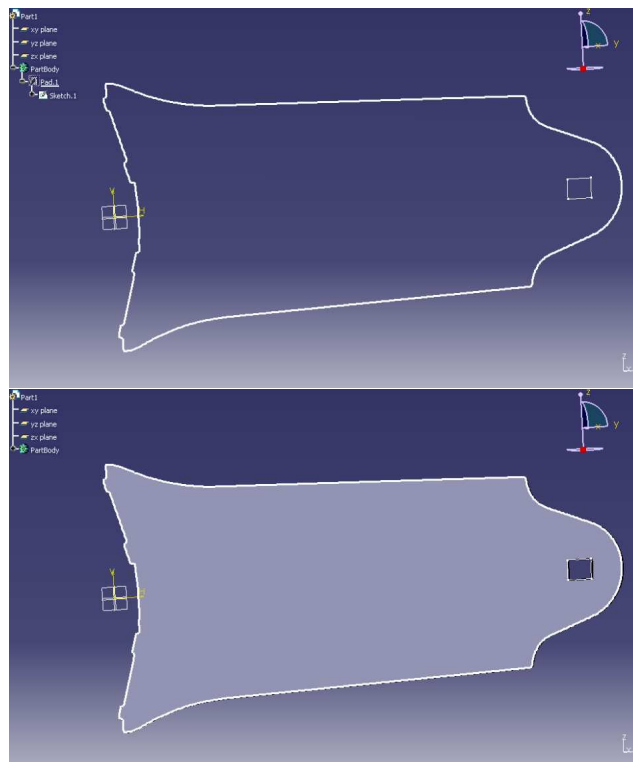 Part1
xy plane
yz plane
zx plane
PartBody
Pad.1
Sketch.1
z
x
y
V
H
z
y
Part1
xy plane
yz plane
zx plane
PartBody
z
x
y
V
H
z
y